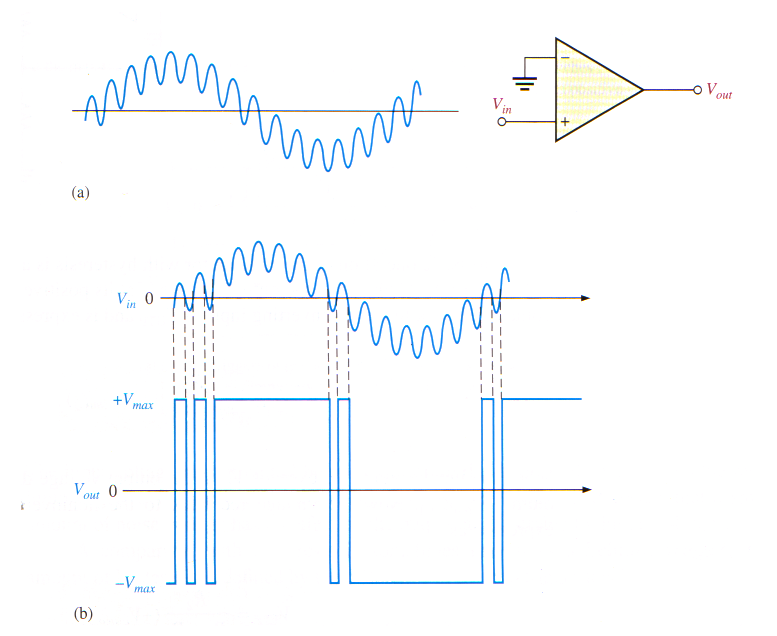 − 
V_in
+
V_out
(a)
V_in 0
+V_max
V_out 0
−V_max
(b)